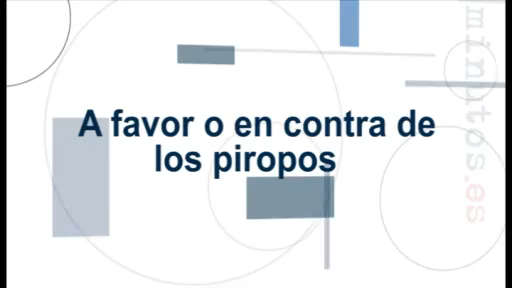 A favor o en contra de
los piropos
minutos.es